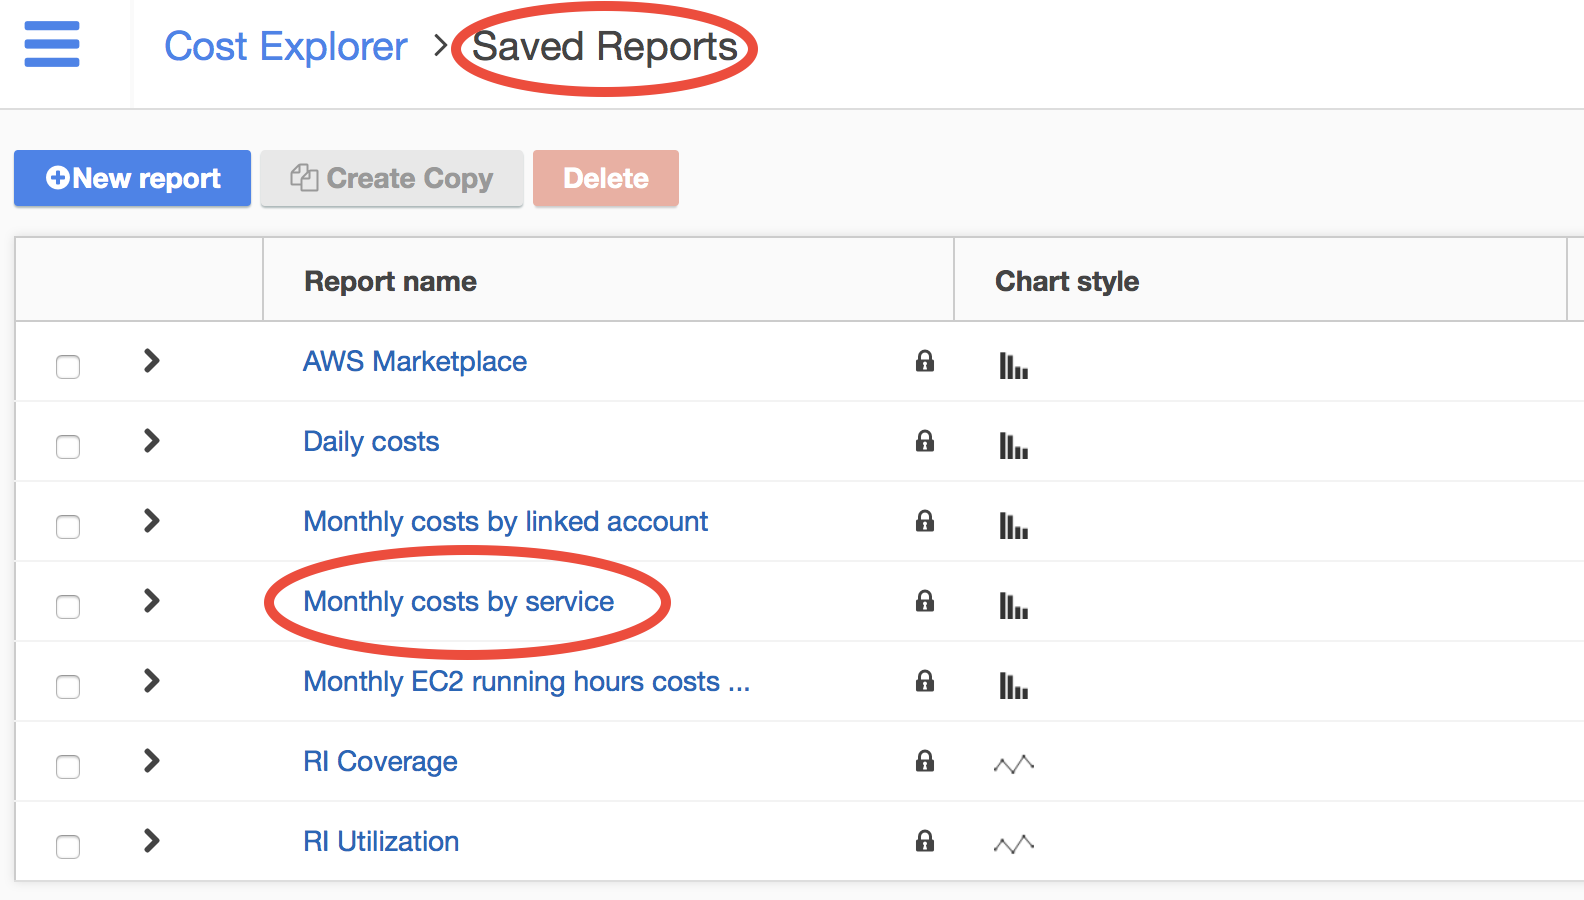 Cost Explorer > Saved Reports
New report Create Copy Delete
Report name Chart style
AWS Marketplace
Daily costs
Monthly costs by linked account
Monthly costs by service
Monthly EC2 running hours costs ...
RI Coverage
RI Utilization